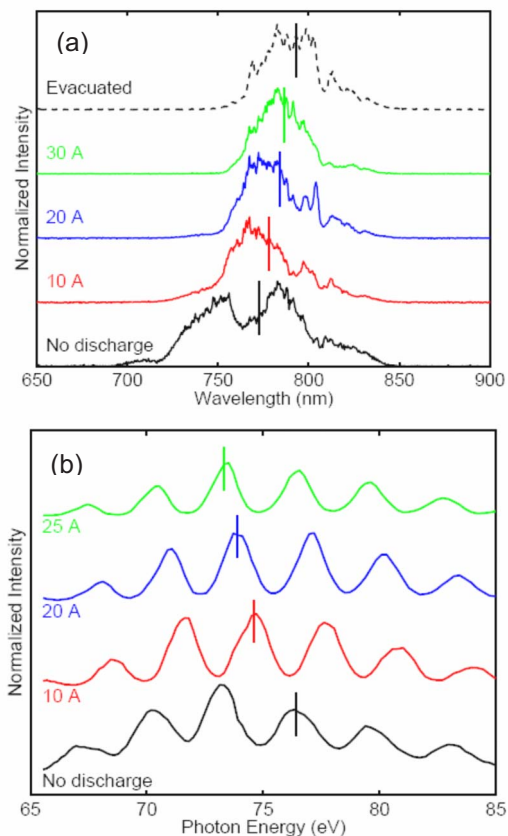 (a)
Normalized Intensity
Evacuated
30 A
20 A
10 A
No discharge
650 700 750 800 850 900
Wavelength (nm)
(b)
Normalized Intensity
25 A
20 A
10 A
No discharge
65 70 75 80 85
Photon Energy (eV)